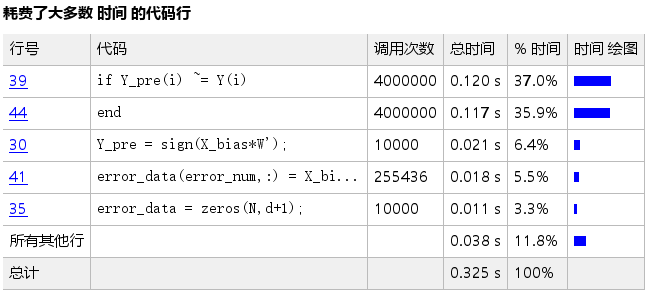 耗费了大多数 时间 的代码行
行号 代码 调用次数 总时间 % 时间 时间 绘图
39 if Y_pre(i) ~= Y(i) 4000000 0.120 s 37.0%
44 end 4000000 0.117 s 35.9%
30 Y_pre = sign(X_bias*W'); 10000 0.021 s 6.4%
41 error_data(error_num,:) = X_bi... 255436 0.018 s 5.5%
35 error_data = zeros(N,d+1); 10000 0.011 s 3.3%
所有其他行 0.038 s 11.8%
总计 0.325 s 100%